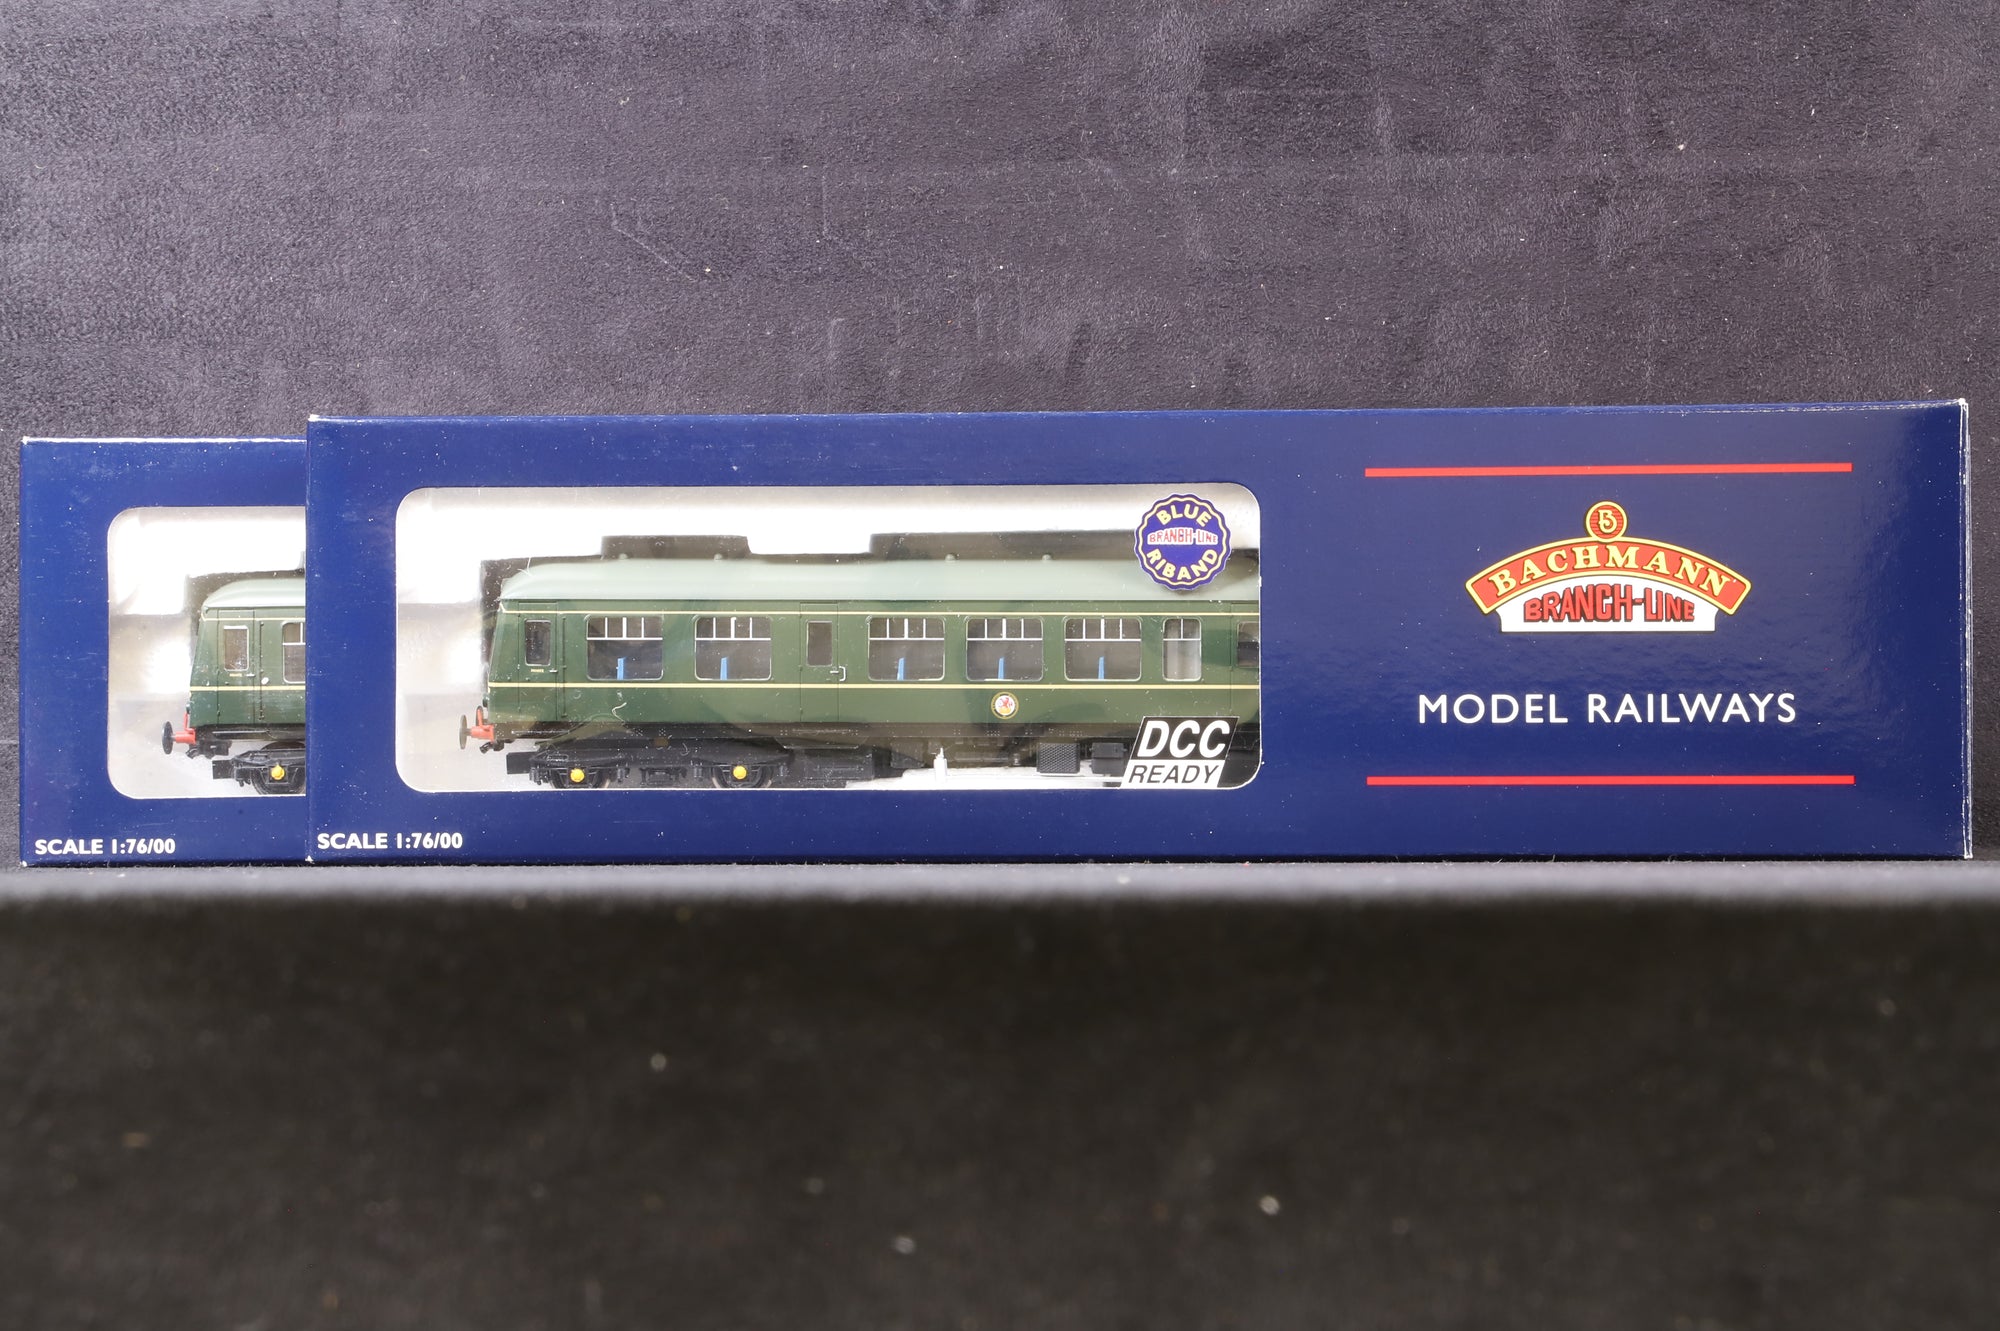 BLUE
BRANCH-LINE
RIBAND
BACHMANN
BRANCH-LINE
MODEL RAILWAYS
DCC
READY
SCALE 1:76/00
SCALE 1:76/00